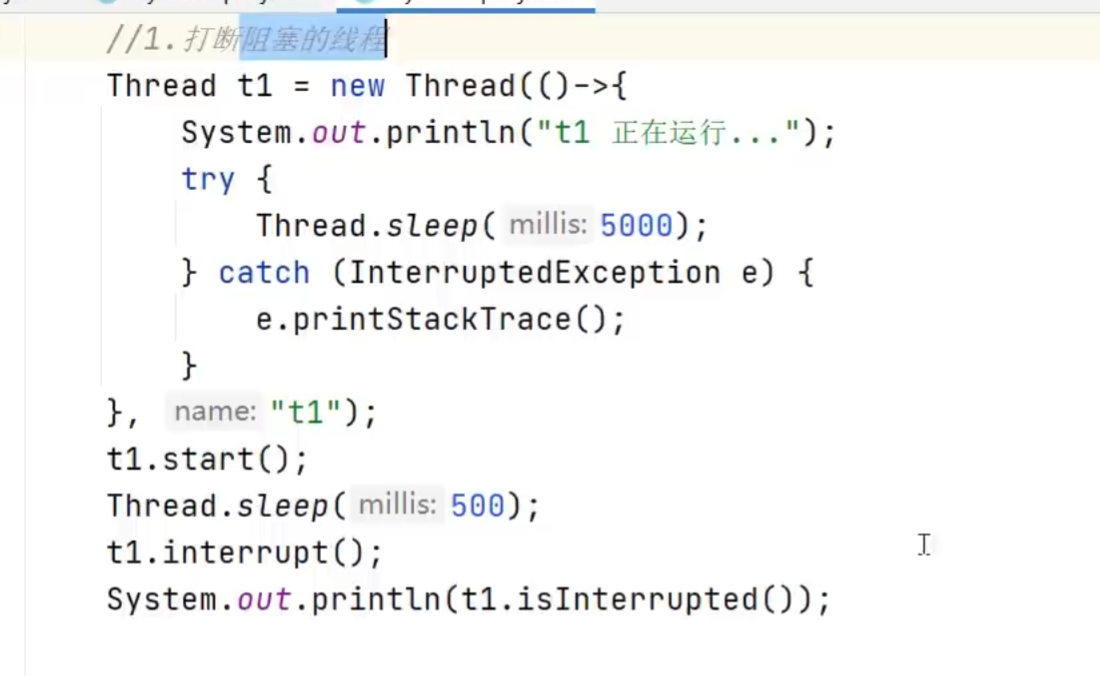 //1.打断阻塞的线程
Thread t1 = new Thread(()->{
System.out.println("t1 正在运行...");
try {
Thread.sleep( millis: 5000);
} catch (InterruptedException e) {
e.printStackTrace();
}
}, name: "t1");
t1.start();
Thread.sleep( millis: 500);
t1.interrupt();
System.out.println(t1.isInterrupted());